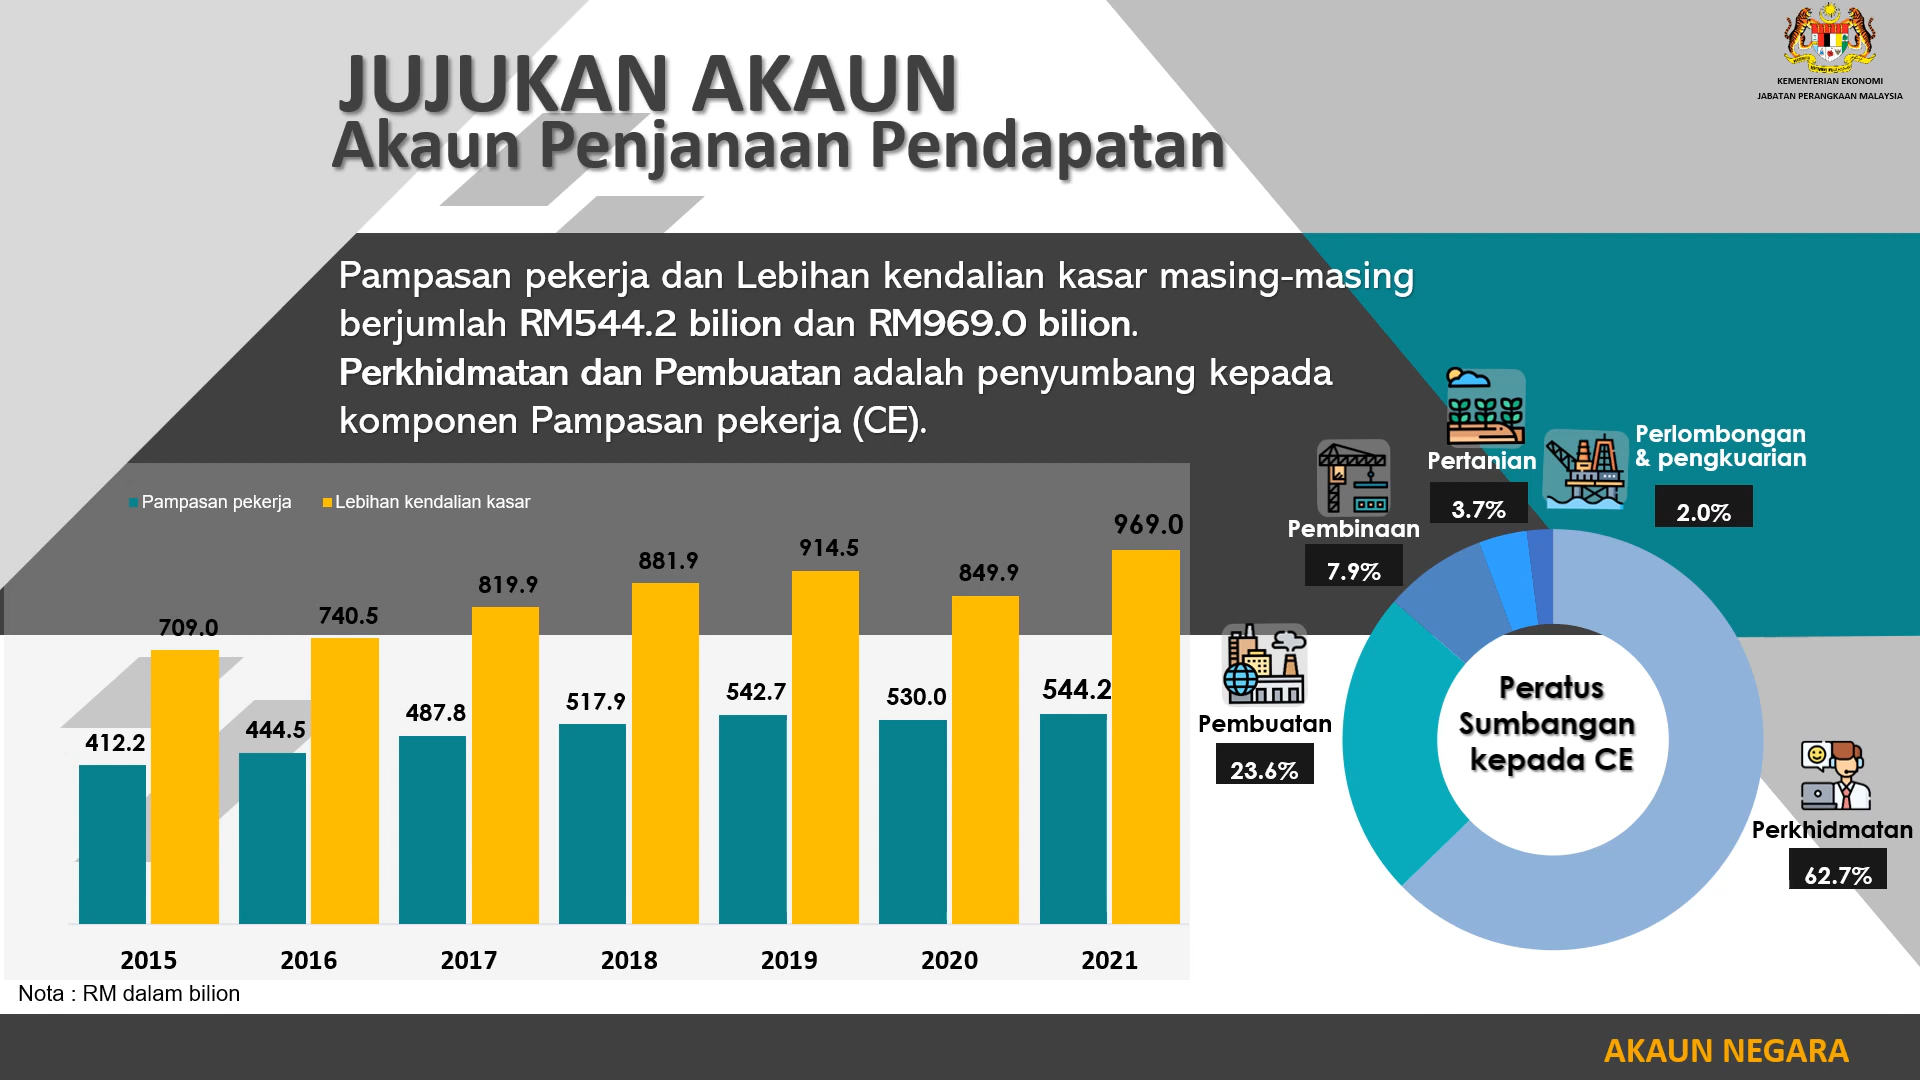 KEMENTERIAN EKONOMI
JABATAN PERANGKAAN MALAYSIA
JUJUKAN AKAUN
Akaun Penjanaan Pendapatan
Pampasan pekerja dan Lebihan kendalian kasar masing-masing
berjumlah RM544.2 bilion dan RM969.0 bilion.
Perkhidmatan dan Pembuatan adalah penyumbang kepada
komponen Pampasan pekerja (CE).
Pampasan pekerja
Lebihan kendalian kasar
412.2
709.0
444.5
740.5
487.8
819.9
517.9
881.9
542.7
914.5
530.0
849.9
544.2
969.0
2015
2016
2017
2018
2019
2020
2021
Nota : RM dalam bilion
Pertanian
3.7%
Perlombongan
& pengkuarian
2.0%
Pembinaan
7.9%
Pembuatan
23.6%
Peratus
Sumbangan
kepada CE
Perkhidmatan
62.7%
AKAUN NEGARA